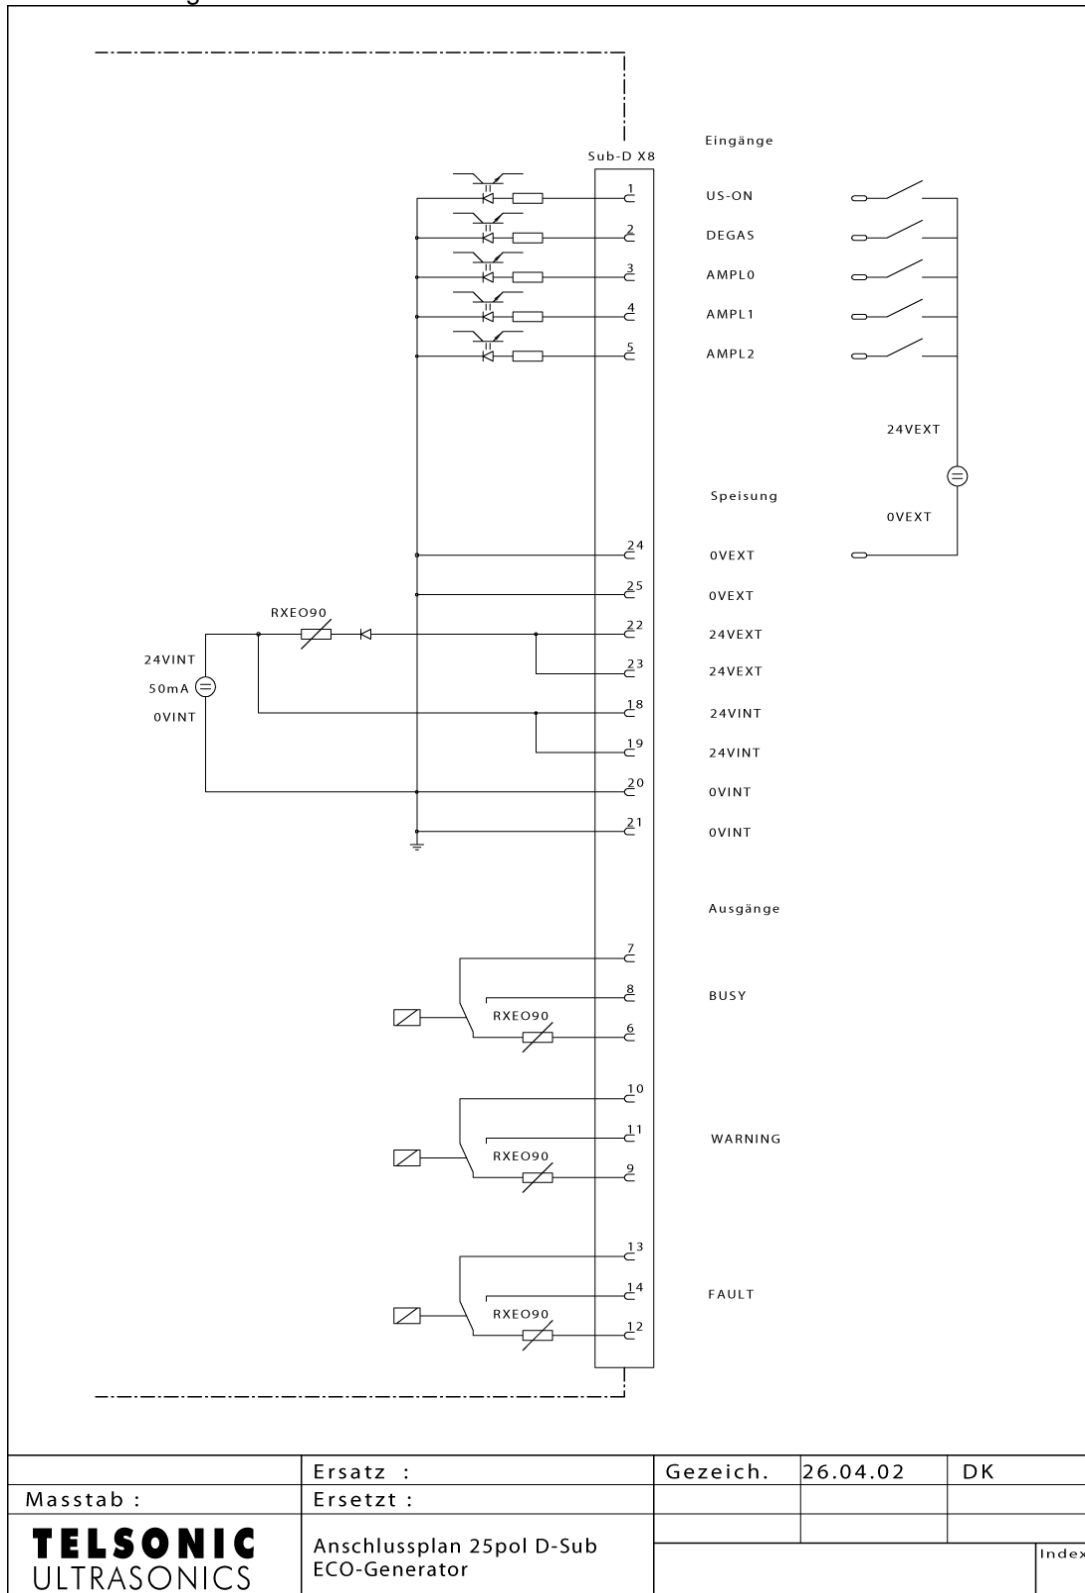 Sub-D X8
Eingänge
1 US-ON
2 DEGAS
3 AMPL0
4 AMPL1
5 AMPL2
24VEXT
Speisung
0VEXT
24 0VEXT
25 0VEXT
RXEO90
22 24VEXT
24VINT
23 24VEXT
50mA
18 24VINT
0VINT
19 24VINT
20 0VINT
21 0VINT
Ausgänge
7
8 BUSY
RXEO90
6
10
11 WARNING
RXEO90
9
13
14 FAULT
RXEO90
12
Ersatz : Gezeich. 26.04.02 DK
Masstab : Ersetzt :
TELSONIC
ULTRASONICS
Anschlussplan 25pol D-Sub
ECO-Generator
Index